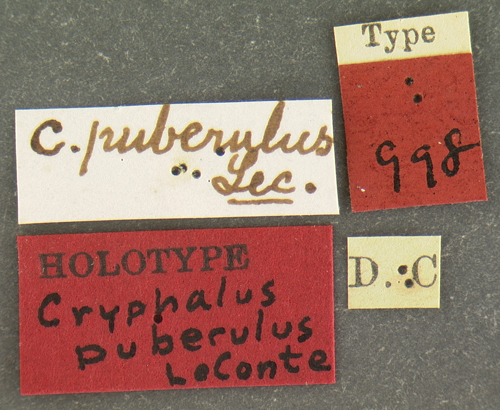 Type
998
C. puberulus
Lec.
HOLOTYPE
Cryphalus
puberulus
LeConte
D. C